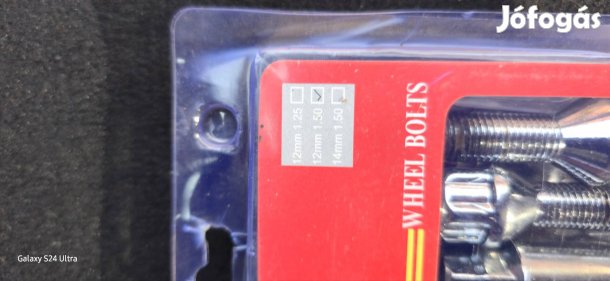 Jófogás
12mm 1.25
12mm 1.50
14mm 1.50
WHEEL BOLTS
Galaxy S24 Ultra